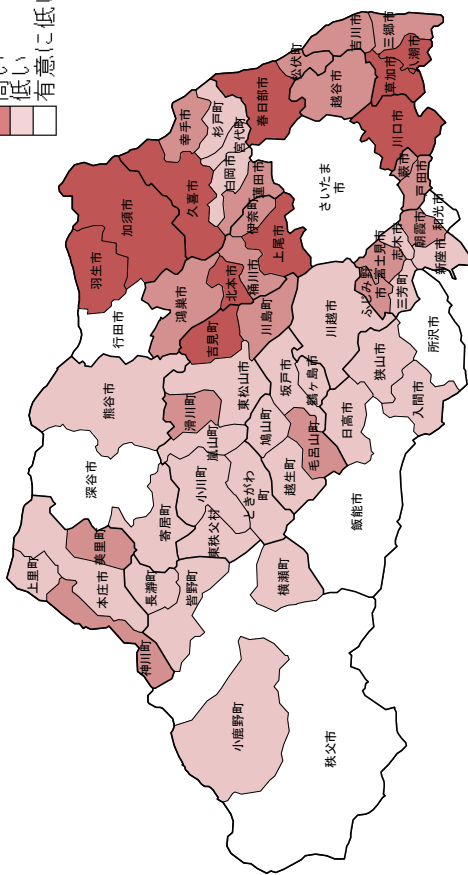 高い
低い
有意に低い
上里町
美里町
本庄市
神川町
深谷市
熊谷市
行田市
羽生市
加須市
久喜市
幸手市
杉戸町
宮代町
白岡市
蓮田市
伊奈町
上尾市
桶川市
北本市
鴻巣市
吉見町
川島町
春日部市
松伏町
吉川市
三郷市
越谷市
草加市
八潮市
川口市
蕨市
戸田市
さいたま
市
和光市
朝霞市
志木市
新座市
富士見市
ふじみ野
市
三芳町
川越市
所沢市
狭山市
入間市
日高市
鶴ヶ島市
坂戸市
毛呂山町
越生町
鳩山町
東松山市
滑川町
嵐山町
小川町
ときがわ
町
東秩父村
寄居町
長瀞町
皆野町
横瀬町
飯能市
秩父市
小鹿野町